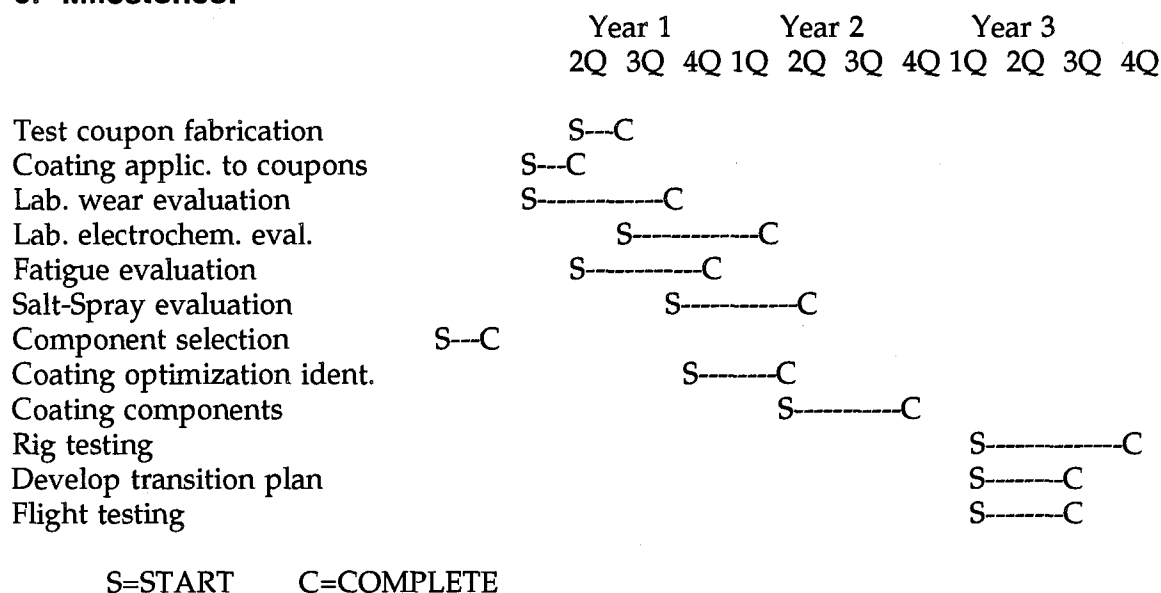 Year 1 Year 2 Year 3
2Q 3Q 4Q 1Q 2Q 3Q 4Q 1Q 2Q 3Q 4Q
Test coupon fabrication S---C
Coating applic. to coupons S---C
Lab. wear evaluation S-------------C
Lab. electrochem. eval. S-------------C
Fatigue evaluation S------------C
Salt-Spray evaluation S------------C
Component selection S---C
Coating optimization ident. S--------C
Coating components S-----------C
Rig testing S--------------C
Develop transition plan S--------C
Flight testing S--------C
S=START C=COMPLETE